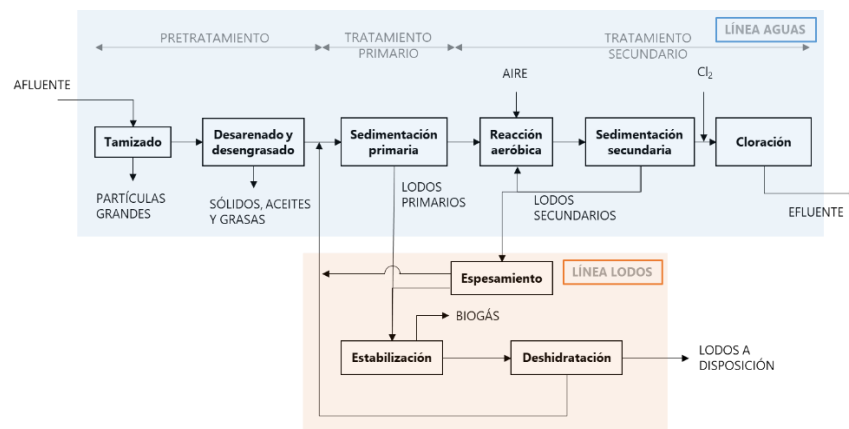 LÍNEA AGUAS
PRETRATAMIENTO
TRATAMIENTO
PRIMARIO
TRATAMIENTO
SECUNDARIO
AFLUENTE
AIRE
Cl₂
Tamizado
Desarenado y
desengrasado
Sedimentación
primaria
Reacción
aeróbica
Sedimentación
secundaria
Cloración
PARTÍCULAS
GRANDES
SÓLIDOS, ACEITES
Y GRASAS
LODOS
PRIMARIOS
LODOS
SECUNDARIOS
EFLUENTE
LÍNEA LODOS
Espesamiento
BIOGÁS
Estabilización
Deshidratación
LODOS A
DISPOSICIÓN